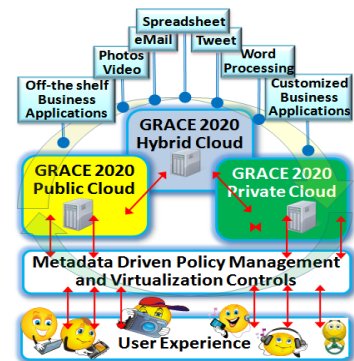 Spreadsheet
eMail
Tweet
Photos
Video
Word
Processing
Off-the shelf
Business
Applications
Customized
Business
Applications
GRACE 2020
Hybrid Cloud
GRACE 2020
Public Cloud
GRACE 2020
Private Cloud
Metadata Driven Policy Management
and Virtualization Controls
User Experience